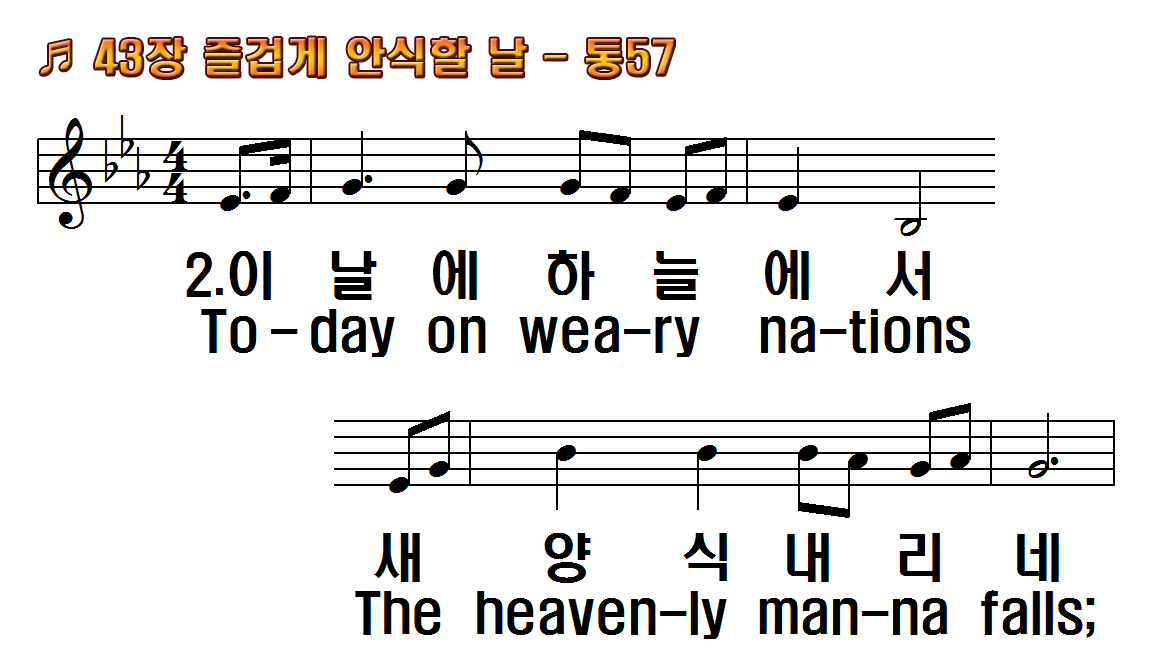 ♬ 43장 즐겁게 안식할 날 - 통57
4
4
2.이 날 에 하 늘 에 서
To-day on wea-ry na-tions
새 양 식 내 리 네
The heaven-ly man-na falls;